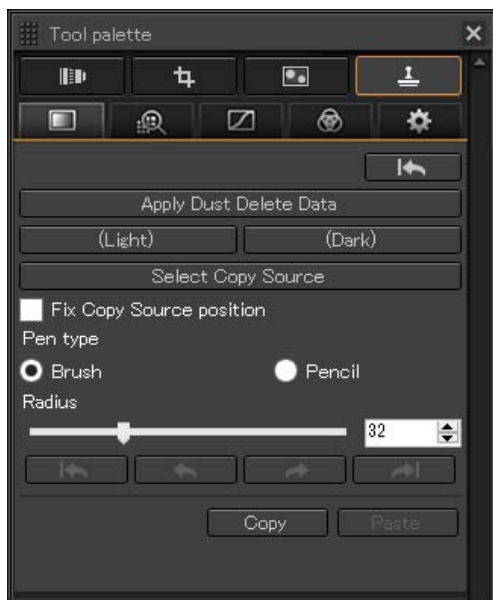 Tool palette
Apply Dust Delete Data
(Light) (Dark)
Select Copy Source
Fix Copy Source position
Pen type
Brush Pencil
Radius
32
Copy Paste